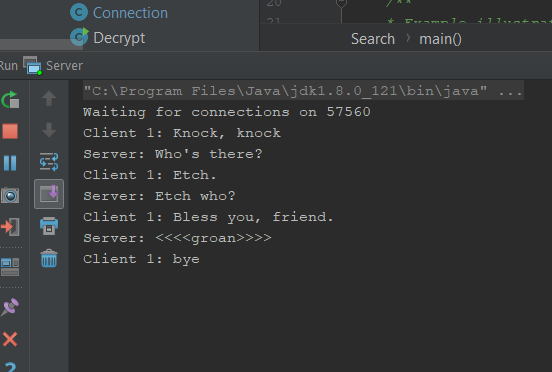 Connection
Decrypt
20
/**
21
* Example illustrat
Search › main()
Run Server
"C:\Program Files\Java\jdk1.8.0_121\bin\java" ...
Waiting for connections on 57560
Client 1: Knock, knock
Server: Who's there?
Client 1: Etch.
Server: Etch who?
Client 1: Bless you, friend.
Server: <<<<groan>>>>
Client 1: bye